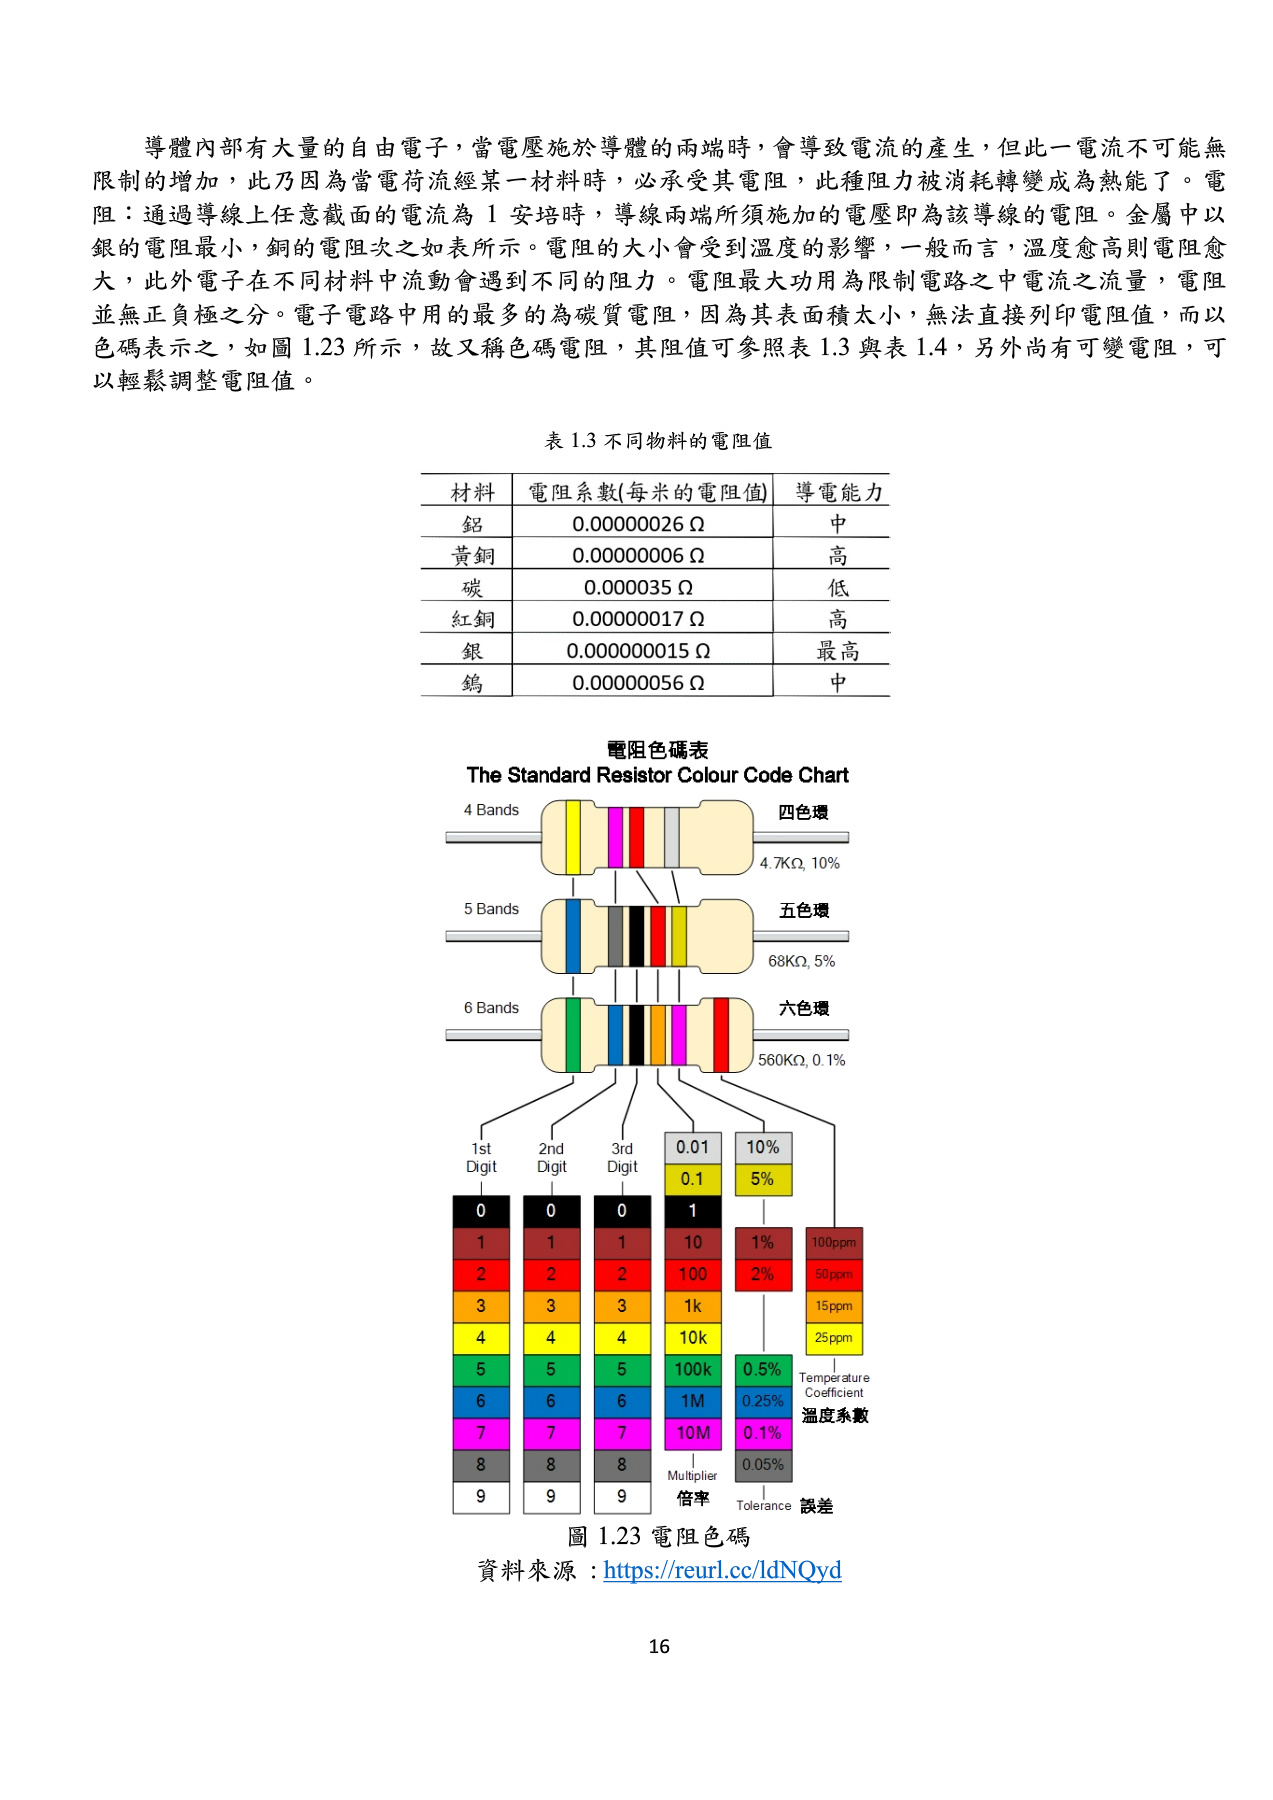 導體內部有大量的自由電子，當電壓施於導體的兩端時，會導致電流的產生，但此一電流不可能無
限制的增加，此乃因為當電荷流經某一材料時，必承受其電阻，此種阻力被消耗轉變成為熱能了。電
阻：通過導線上任意截面的電流為 1 安培時，導線兩端所須施加的電壓即為該導線的電阻。金屬中以
銀的電阻最小，銅的電阻次之如表所示。電阻的大小會受到溫度的影響，一般而言，溫度愈高則電阻愈
大，此外電子在不同材料中流動會遇到不同的阻力。電阻最大功用為限制電路之中電流之流量，電阻
並無正負極之分。電子電路中用的最多的為碳質電阻，因為其表面積太小，無法直接列印電阻值，而以
色碼表示之，如圖 1.23 所示，故又稱色碼電阻，其阻值可參照表 1.3 與表 1.4，另外尚有可變電阻，可
以輕鬆調整電阻值。
表 1.3 不同物料的電阻值
材料 電阻系數(每米的電阻值) 導電能力
鋁 0.00000026 Ω 中
黃銅 0.00000006 Ω 高
碳 0.000035 Ω 低
紅銅 0.00000017 Ω 高
銀 0.000000015 Ω 最高
鎢 0.00000056 Ω 中
電阻色碼表
The Standard Resistor Colour Code Chart
4 Bands 四色環
4.7KΩ, 10%
5 Bands 五色環
68KΩ, 5%
6 Bands 六色環
560KΩ, 0.1%
1st 2nd 3rd 0.01 10%
Digit Digit Digit 0.1 5%
0 0 0 1
1 1 1 10 1% 100ppm
2 2 2 100 2% 50ppm
3 3 3 1k 15ppm
4 4 4 10k 25ppm
5 5 5 100k 0.5% Temperature
Coefficient
6 6 6 1M 0.25% 溫度系數
7 7 7 10M 0.1%
8 8 8 Multiplier 0.05%
9 9 9 倍率 Tolerance 誤差
圖 1.23 電阻色碼
資料來源 : https://reurl.cc/ldNQyd
16